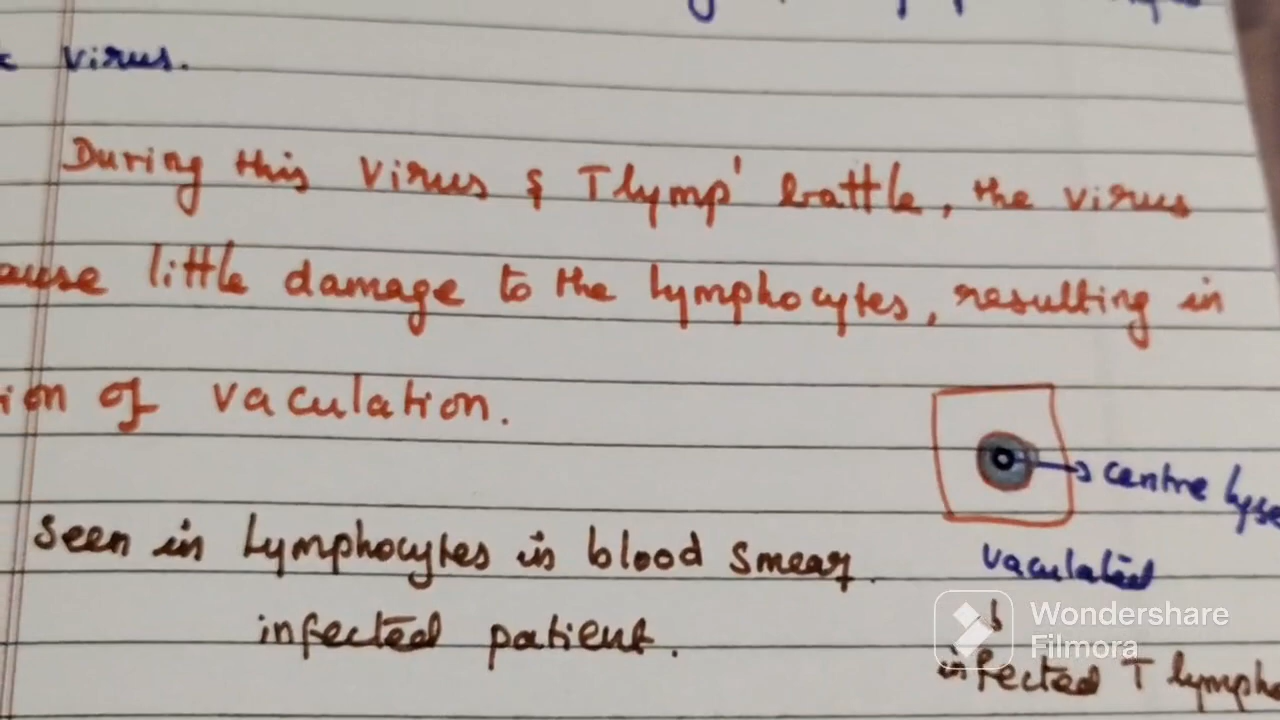 virus.
During this virus & T lymp' battle, the virus
ause little damage to the lymphocytes, resulting in
ion of vaculation.
centre lyse
Seen in Lymphocytes in blood smear.
vaculated
infected patient.
infected T lympho
Wondershare
Filmora